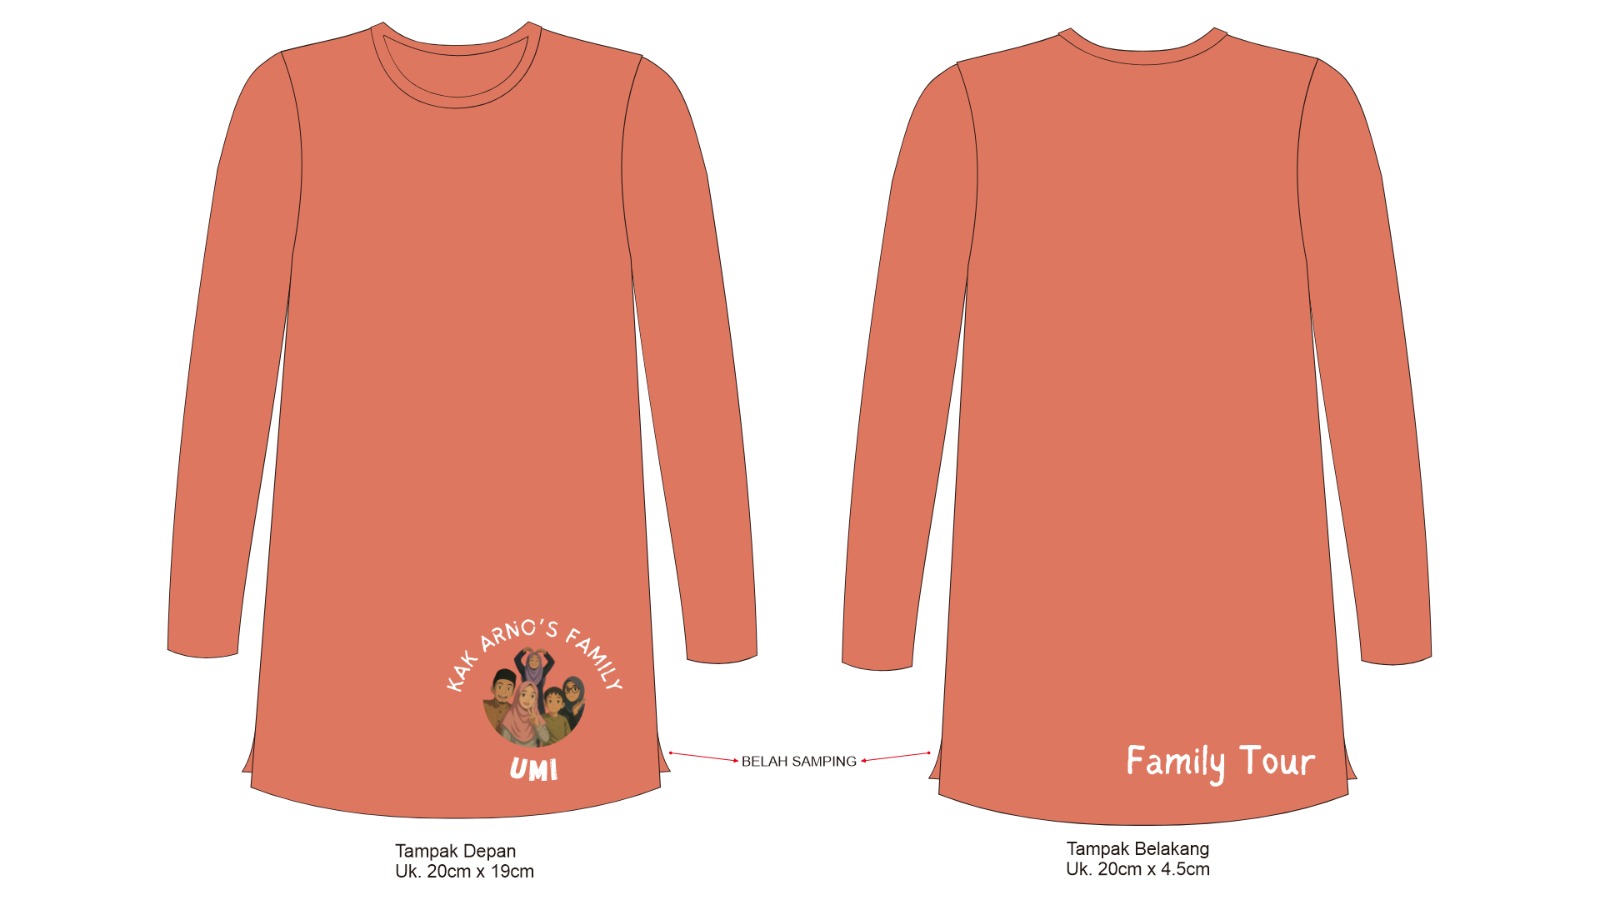 KAK ARNO'S FAMILY
UMI
BELAH SAMPING
Family Tour
Tampak Depan
Uk. 20cm x 19cm
Tampak Belakang
Uk. 20cm x 4.5cm